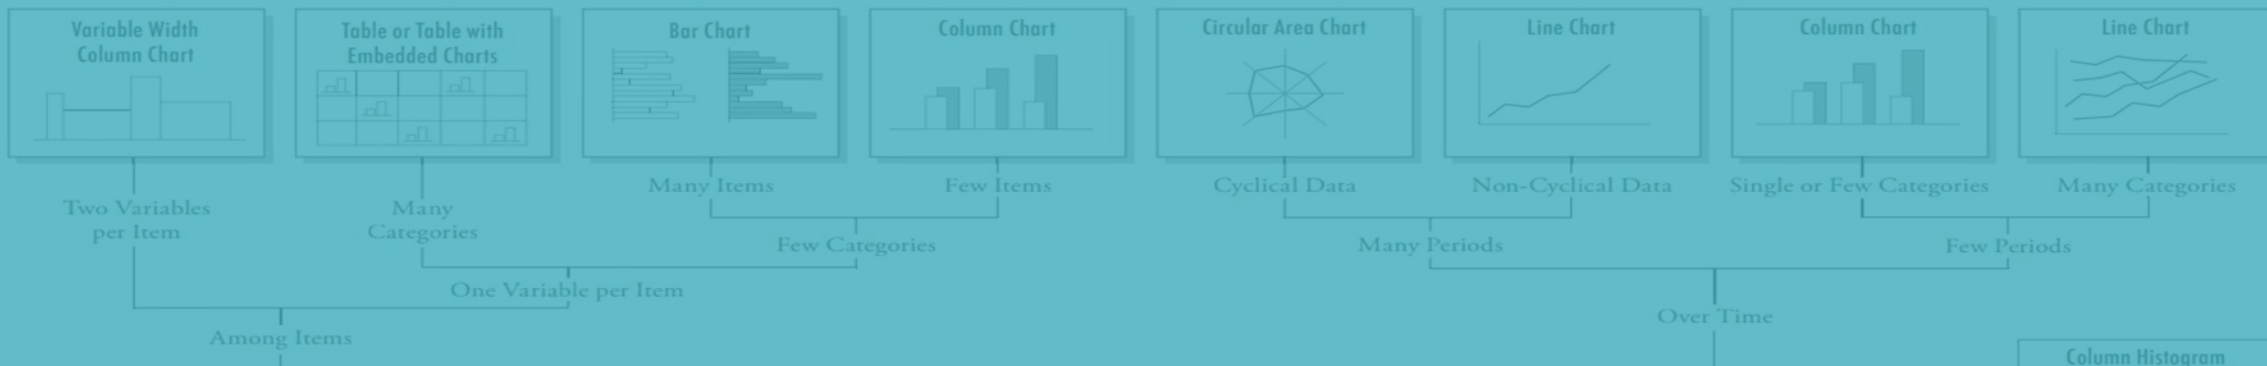 Variable Width
Column Chart
Table or Table with
Embedded Charts
Bar Chart
Column Chart
Circular Area Chart
Line Chart
Column Chart
Line Chart
Two Variables
per Item
Many
Categories
Many Items
Few Items
Cyclical Data
Non-Cyclical Data
Single or Few Categories
Many Categories
Few Categories
Many Periods
Few Periods
One Variable per Item
Over Time
Among Items
Column Histogram